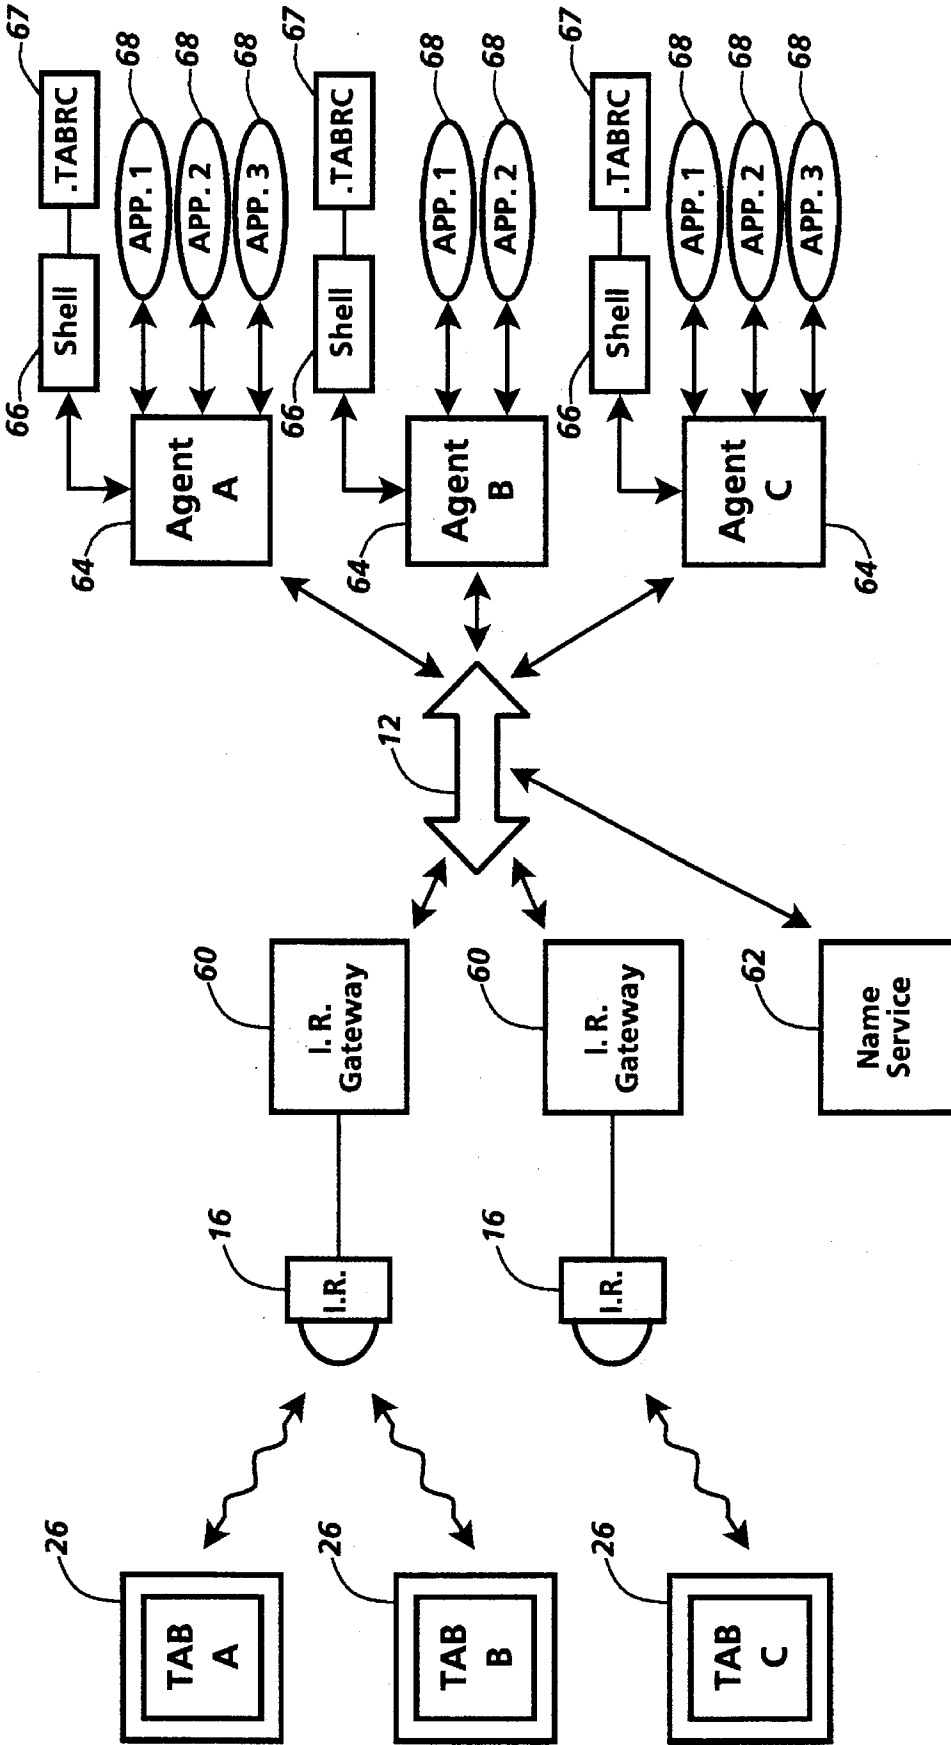 26
TAB
A
26
TAB
B
26
TAB
C
16
I.R.
16
I.R.
60
I. R.
Gateway
60
I. R.
Gateway
62
Name
Service
12
66
Shell
67
.TABRC
64
Agent
A
APP. 1
68
APP. 2
68
APP. 3
68
66
Shell
67
.TABRC
64
Agent
B
APP. 1
68
APP. 2
68
66
Shell
67
.TABRC
64
Agent
C
APP. 1
68
APP. 2
68
APP. 3
68